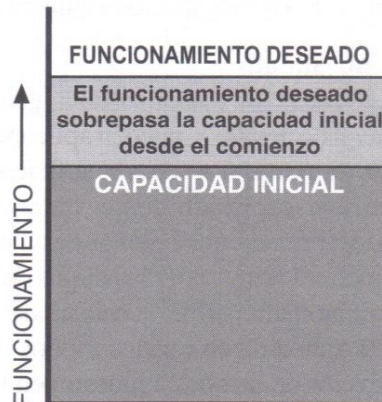 FUNCIONAMIENTO DESEADO
El funcionamiento deseado
sobrepasa la capacidad inicial
desde el comienzo
CAPACIDAD INICIAL
FUNCIONAMIENTO